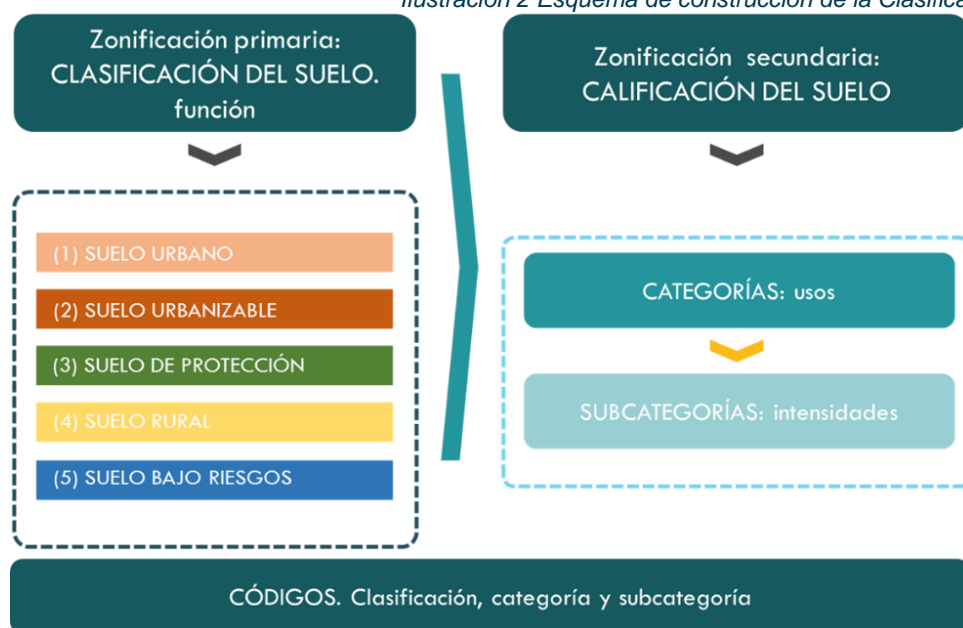 Ilustración 2 Esquema de construcción de la Clasifica
Zonificación primaria:
CLASIFICACIÓN DEL SUELO.
función
Zonificación secundaria:
CALIFICACIÓN DEL SUELO
(1) SUELO URBANO
(2) SUELO URBANIZABLE
(3) SUELO DE PROTECCIÓN
(4) SUELO RURAL
(5) SUELO BAJO RIESGOS
CATEGORÍAS: usos
SUBCATEGORÍAS: intensidades
CÓDIGOS. Clasificación, categoría y subcategoría